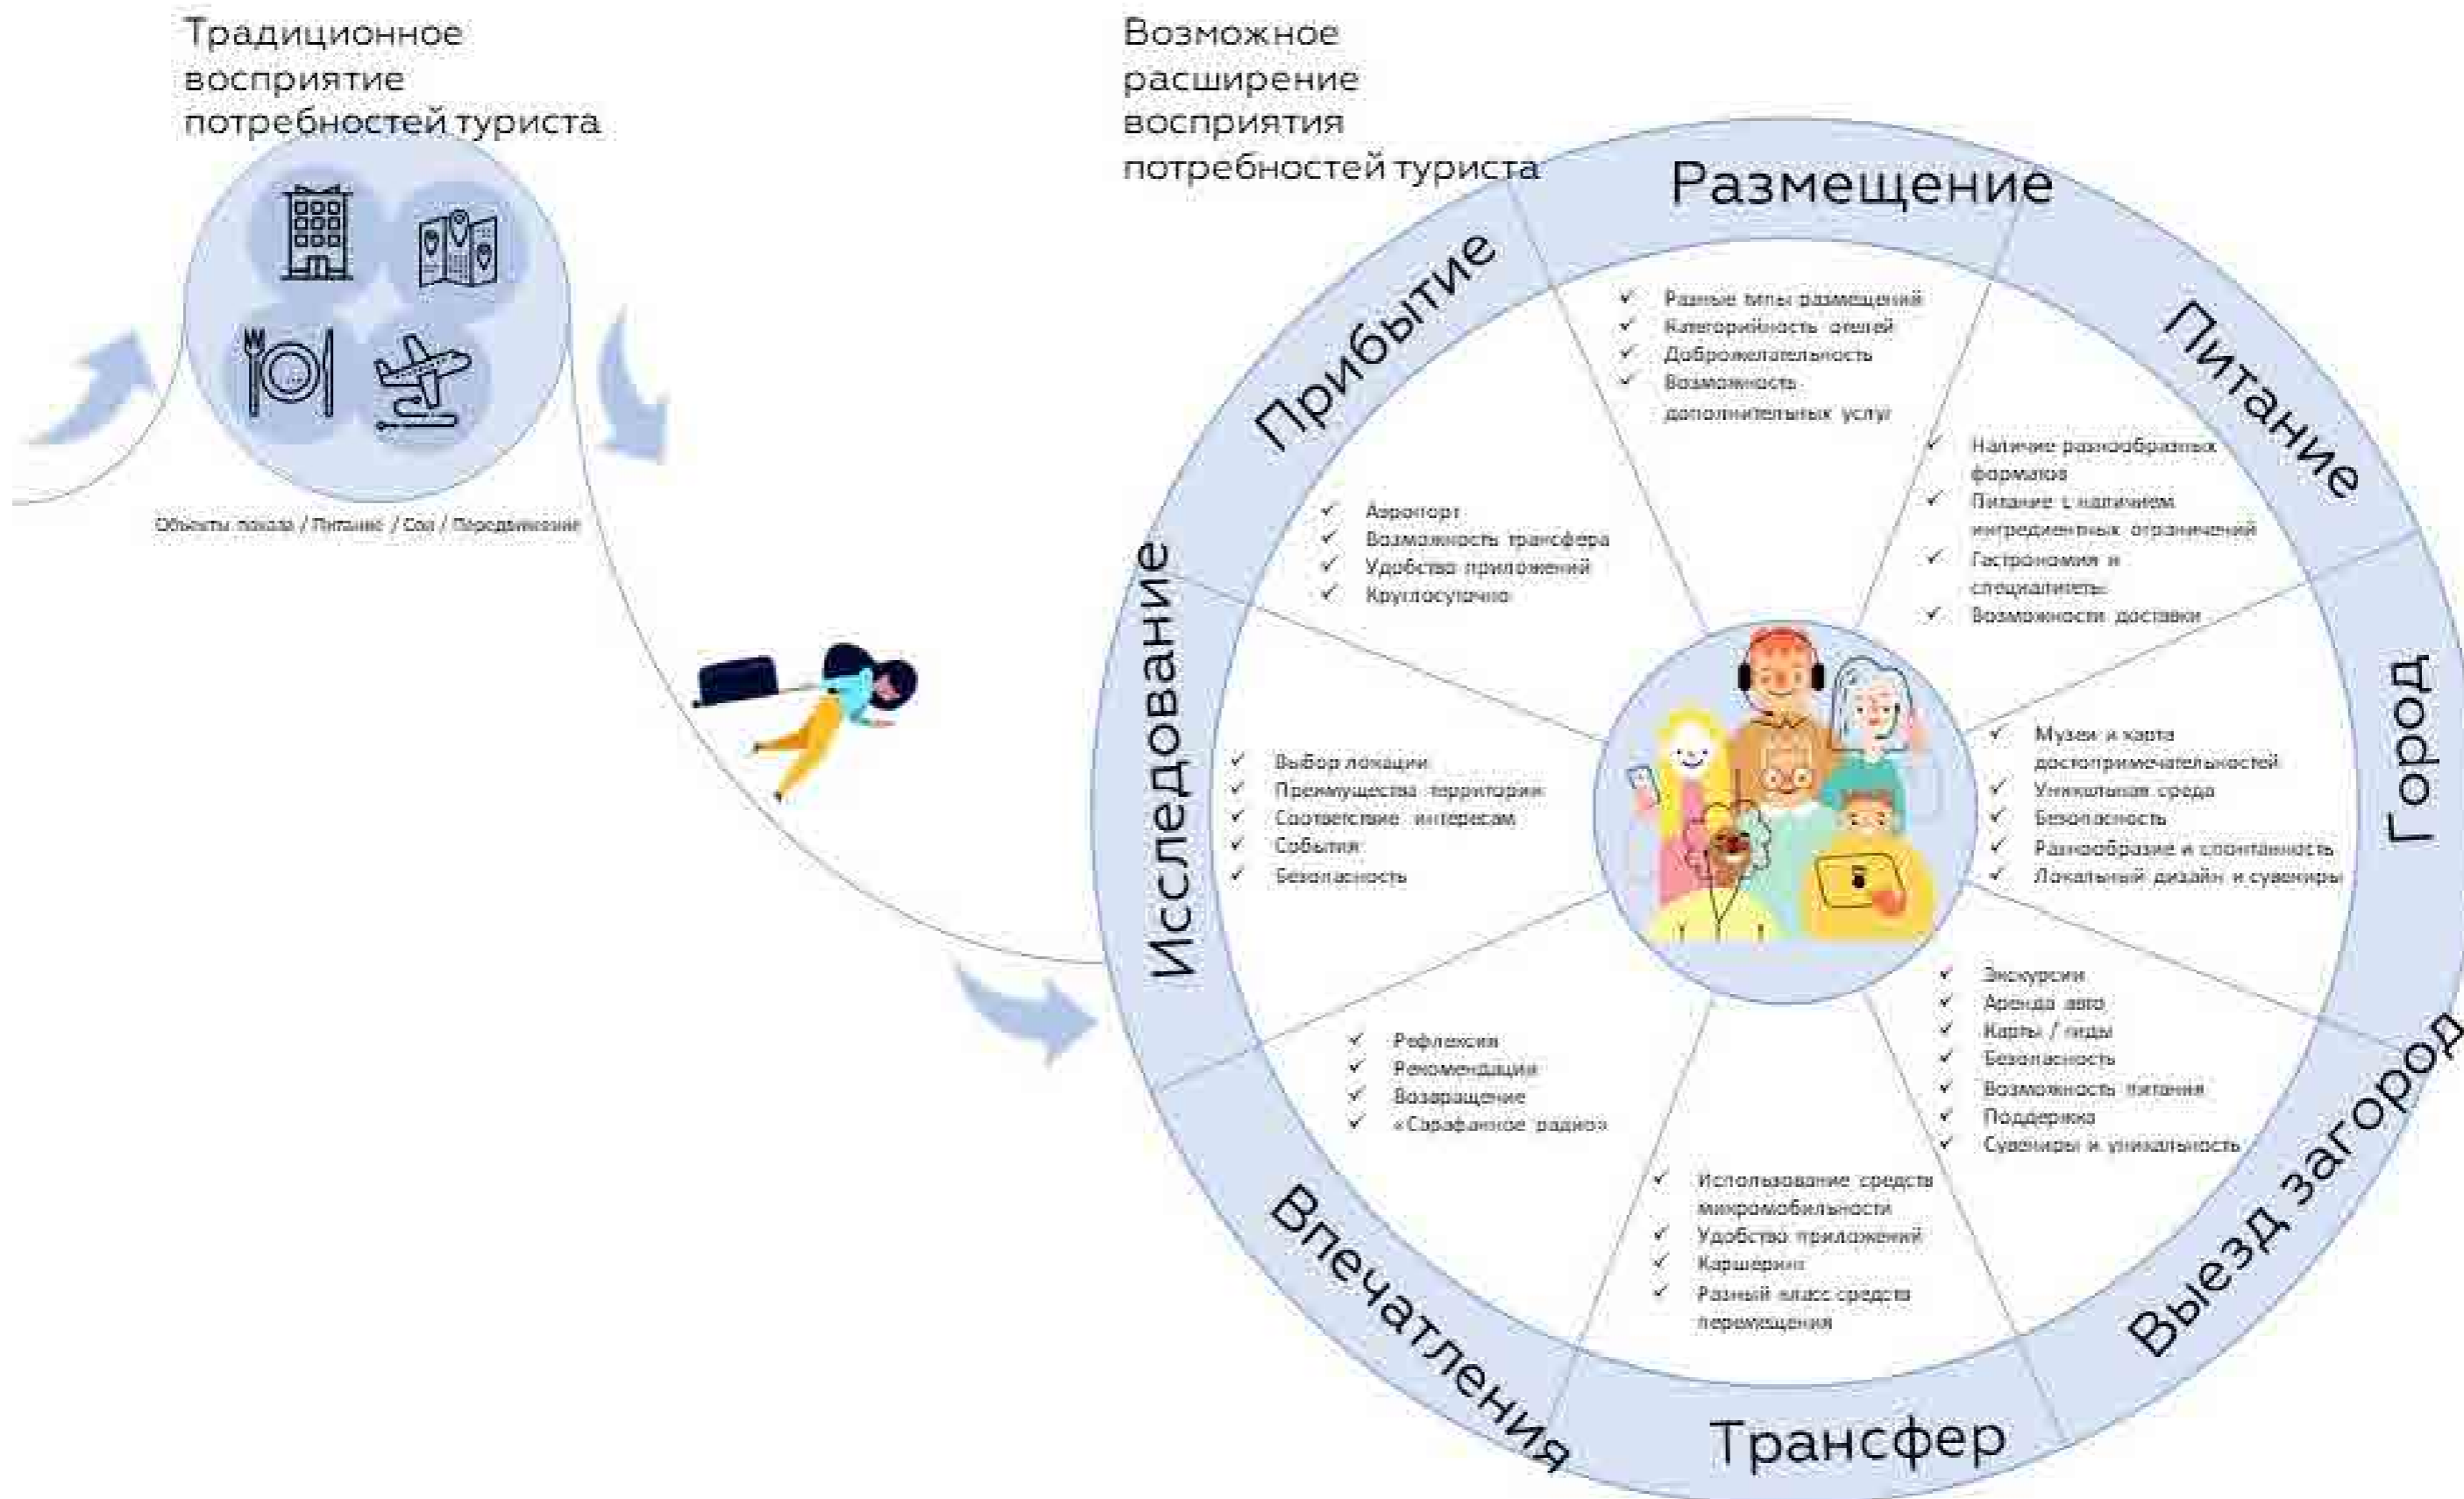 Традиционное
восприятие
потребностей туриста
Объекты показа / Питание / Сон / Передвижение
Возможное
расширение
восприятия
потребностей туриста
Исследование
Выбор локации
Преимущества территории
Соответствие интересам
События
Безопасность
Прибытие
Аэропорт
Возможность трансфера
Удобство приложений
Круглосуточно
Размещение
Разные типы размещений
Категорийность отелей
Доброжелательность
Возможность
дополнительных услуг
Питание
Наличие разнообразных
форматов
Питание с наличием
ингредиентных ограничений
Гастрономия и
специалитеты
Возможности доставки
Город
Музеи и карта
достопримечательностей
Уникальная среда
Безопасность
Разнообразие и спонтанность
Локальный дизайн и сувениры
Выезд загород
Экскурсии
Аренда авто
Карты / гиды
Безопасность
Возможность питания
Поддержка
Сувениры и уникальность
Трансфер
Использование средств
микромобильности
Удобство приложений
Каршеринг
Разный класс средств
перемещения
Впечатления
Рефлексия
Рекомендации
Возвращение
«Сарафанное радио»